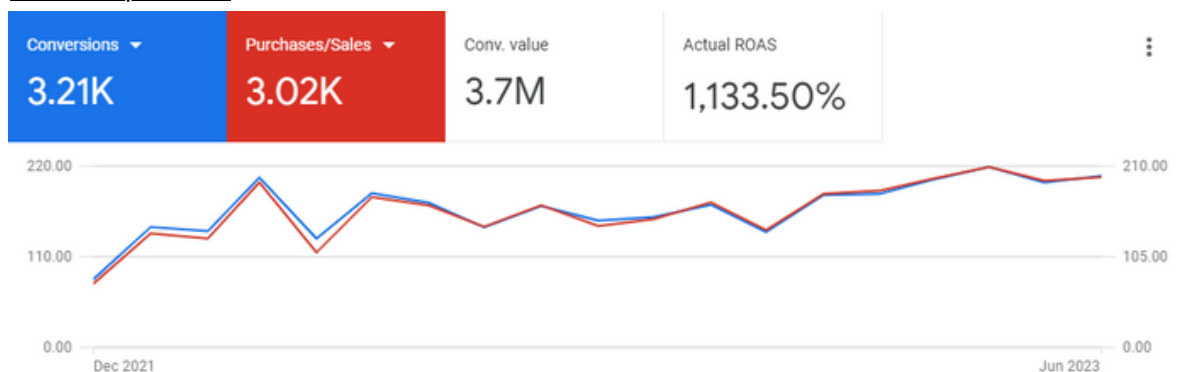 Conversions Purchases/Sales Conv. value Actual ROAS
3.21K 3.02K 3.7M 1,133.50%
220.00 210.00
110.00 105.00
0.00 0.00
Dec 2021 Jun 2023